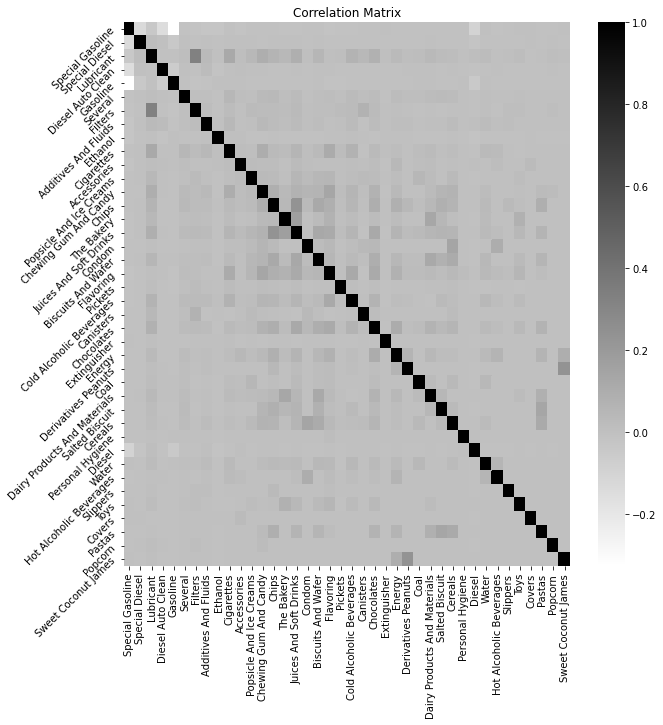 Correlation Matrix
Special Gasoline
Special Diesel
Lubricant
Diesel Auto Clean
Gasoline
Several
Filters
Additives And Fluids
Ethanol
Cigarettes
Accessories
Popsicle And Ice Creams
Chewing Gum And Candy
Chips
The Bakery
Juices And Soft Drinks
Condom
Biscuits And Wafer
Flavoring
Pickets
Cold Alcoholic Beverages
Canisters
Chocolates
Extinguisher
Energy
Derivatives Peanuts
Coal
Dairy Products And Materials
Salted Biscuit
Cereals
Personal Hygiene
Diesel
Water
Hot Alcoholic Beverages
Slippers
Toys
Covers
Pastas
Popcorn
Sweet Coconut James
Special Gasoline
Special Diesel
Lubricant
Diesel Auto Clean
Gasoline
Several
Filters
Additives And Fluids
Ethanol
Cigarettes
Accessories
Popsicle And Ice Creams
Chewing Gum And Candy
Chips
The Bakery
Juices And Soft Drinks
Condom
Biscuits And Wafer
Flavoring
Pickets
Cold Alcoholic Beverages
Canisters
Chocolates
Extinguisher
Energy
Derivatives Peanuts
Coal
Dairy Products And Materials
Salted Biscuit
Cereals
Personal Hygiene
Diesel
Water
Hot Alcoholic Beverages
Slippers
Toys
Covers
Pastas
Popcorn
Sweet Coconut James
1.0
0.8
0.6
0.4
0.2
0.0
−0.2